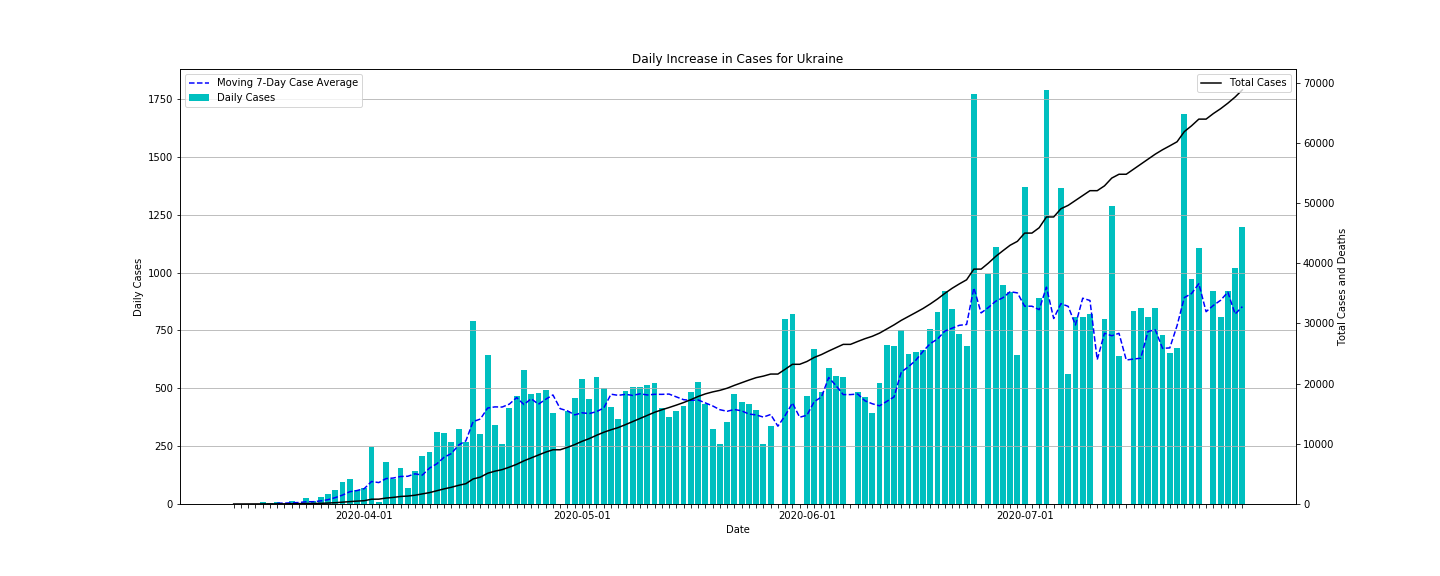 Daily Increase in Cases for Ukraine
Moving 7-Day Case Average
Daily Cases
Total Cases
1750
1500
1250
1000
750
500
250
0
Daily Cases
70000
60000
50000
40000
30000
20000
10000
0
Total Cases and Deaths
2020-04-01
2020-05-01
2020-06-01
2020-07-01
Date